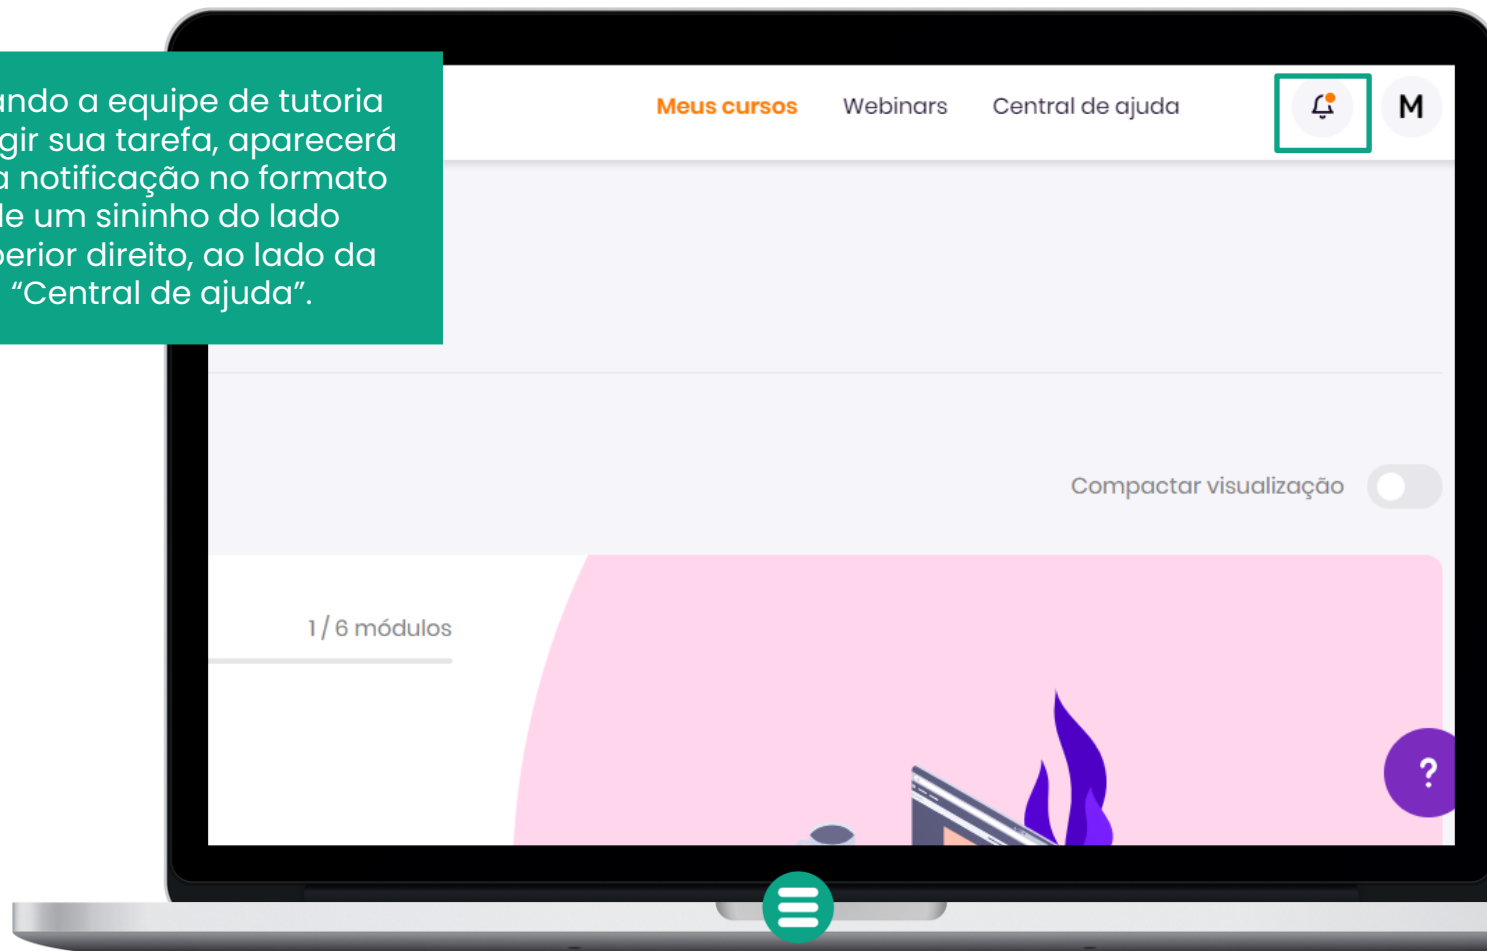 ando a equipe de tutoria
gir sua tarefa, aparecerá
a notificação no formato
de um sininho do lado
perior direito, ao lado da
“Central de ajuda”.
Meus cursos Webinars Central de ajuda M
Compactar visualização
1 / 6 módulos
?